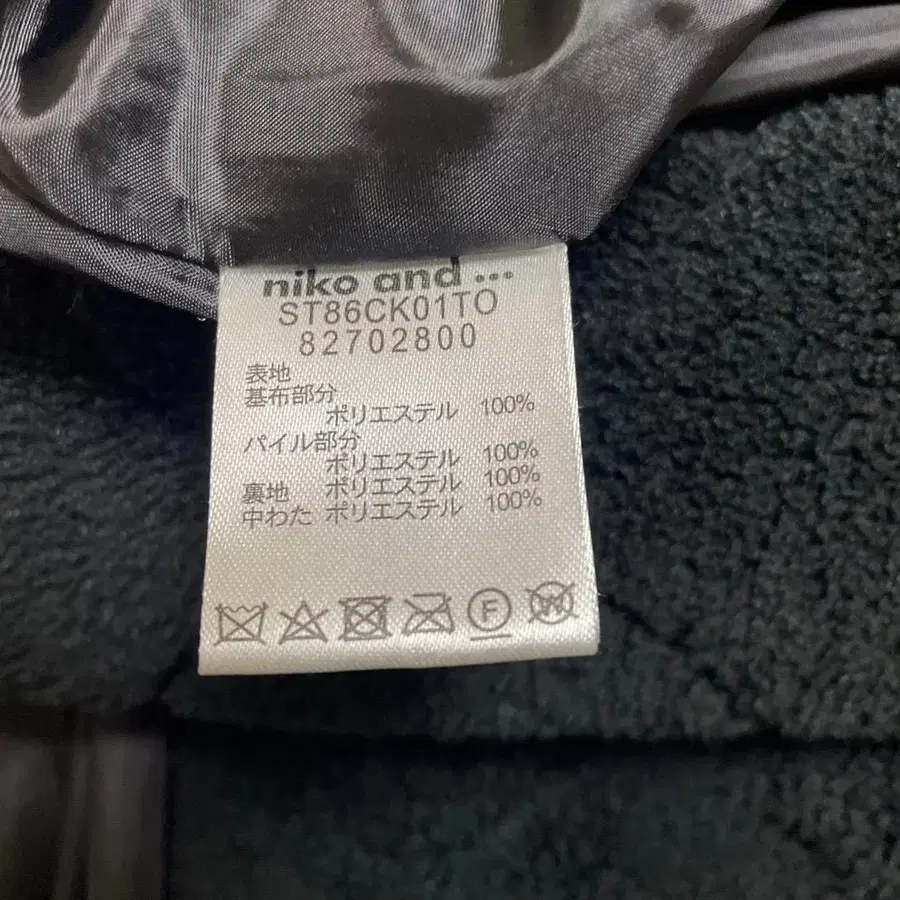 niko and ...
ST86CK01TO
82702800
表地
基布部分
ポリエステル 100%
パイル部分
ポリエステル 100%
裏地 ポリエステル 100%
中わた ポリエステル 100%
F
W